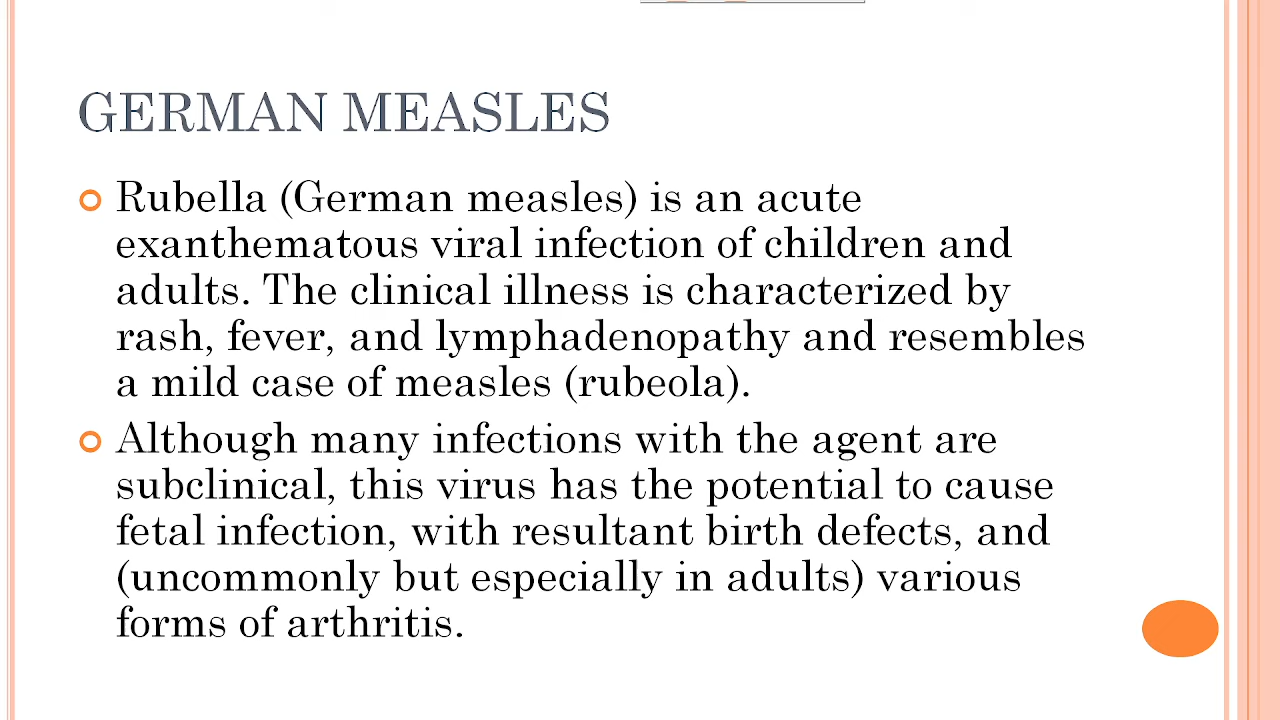 GERMAN MEASLES
Rubella (German measles) is an acute
exanthematous viral infection of children and
adults. The clinical illness is characterized by
rash, fever, and lymphadenopathy and resembles
a mild case of measles (rubeola).
Although many infections with the agent are
subclinical, this virus has the potential to cause
fetal infection, with resultant birth defects, and
(uncommonly but especially in adults) various
forms of arthritis.